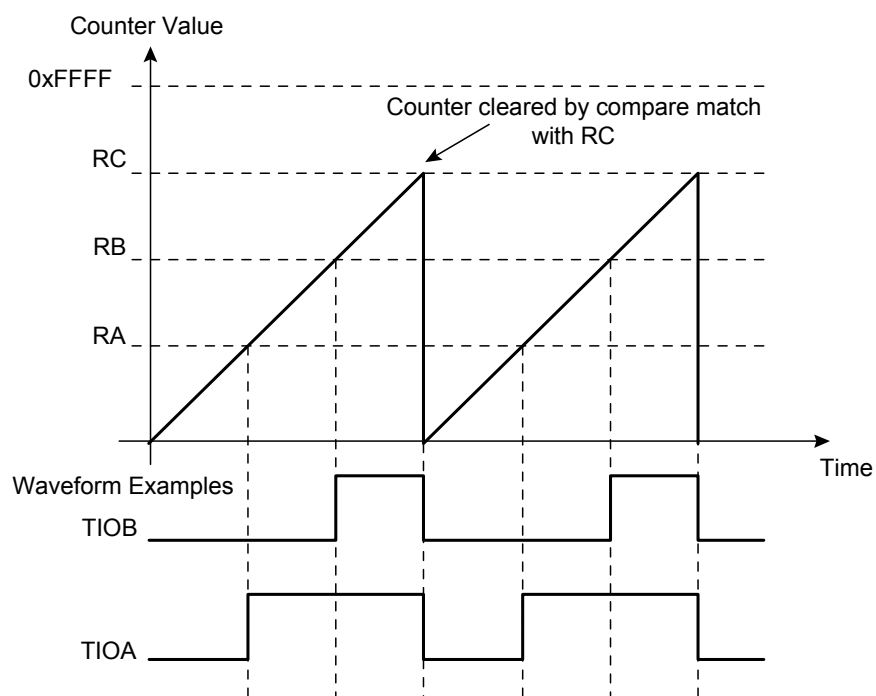 Counter Value
0xFFFF
Counter cleared by compare match
with RC
RC
RB
RA
Time
Waveform Examples
TIOB
TIOA